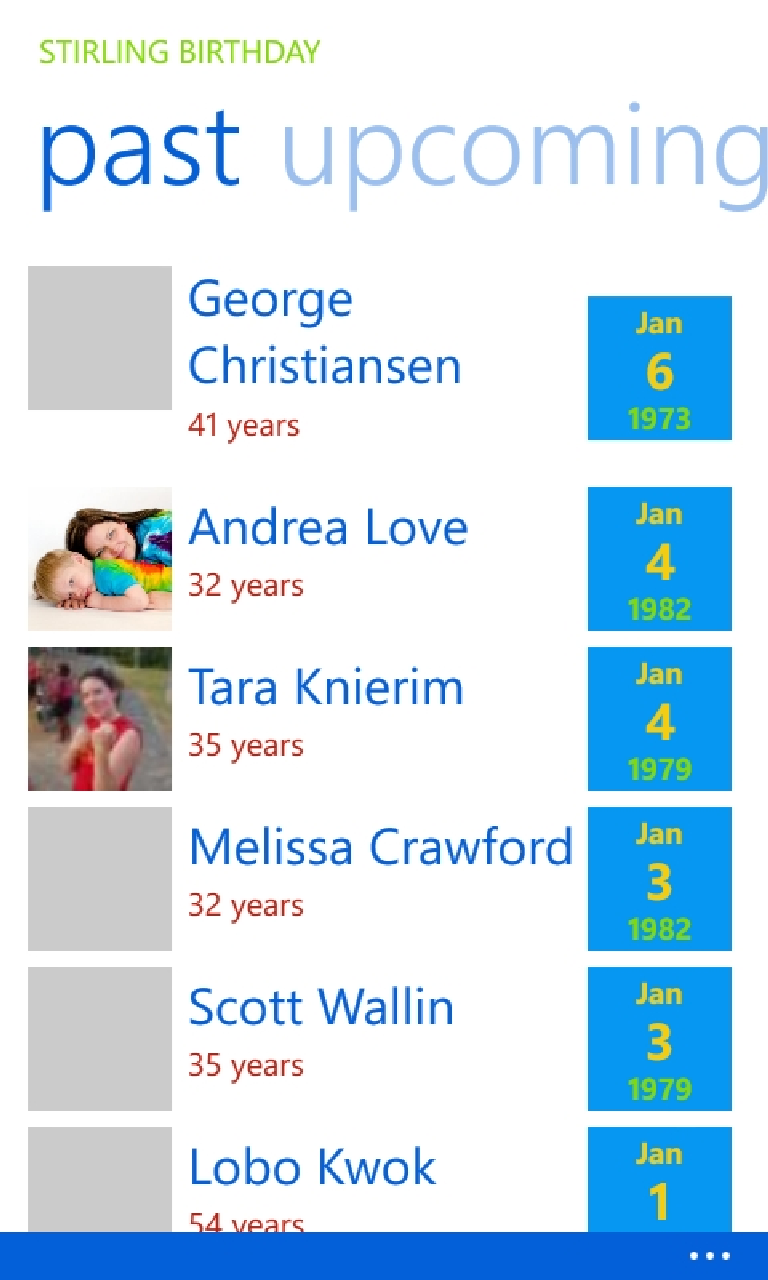 STIRLING BIRTHDAY
past upcoming
George
Christiansen
41 years
Jan
6
1973
Andrea Love
32 years
Jan
4
1982
Tara Knierim
35 years
Jan
4
1979
Melissa Crawford
32 years
Jan
3
1982
Scott Wallin
35 years
Jan
3
1979
Lobo Kwok
54 years
Jan
1